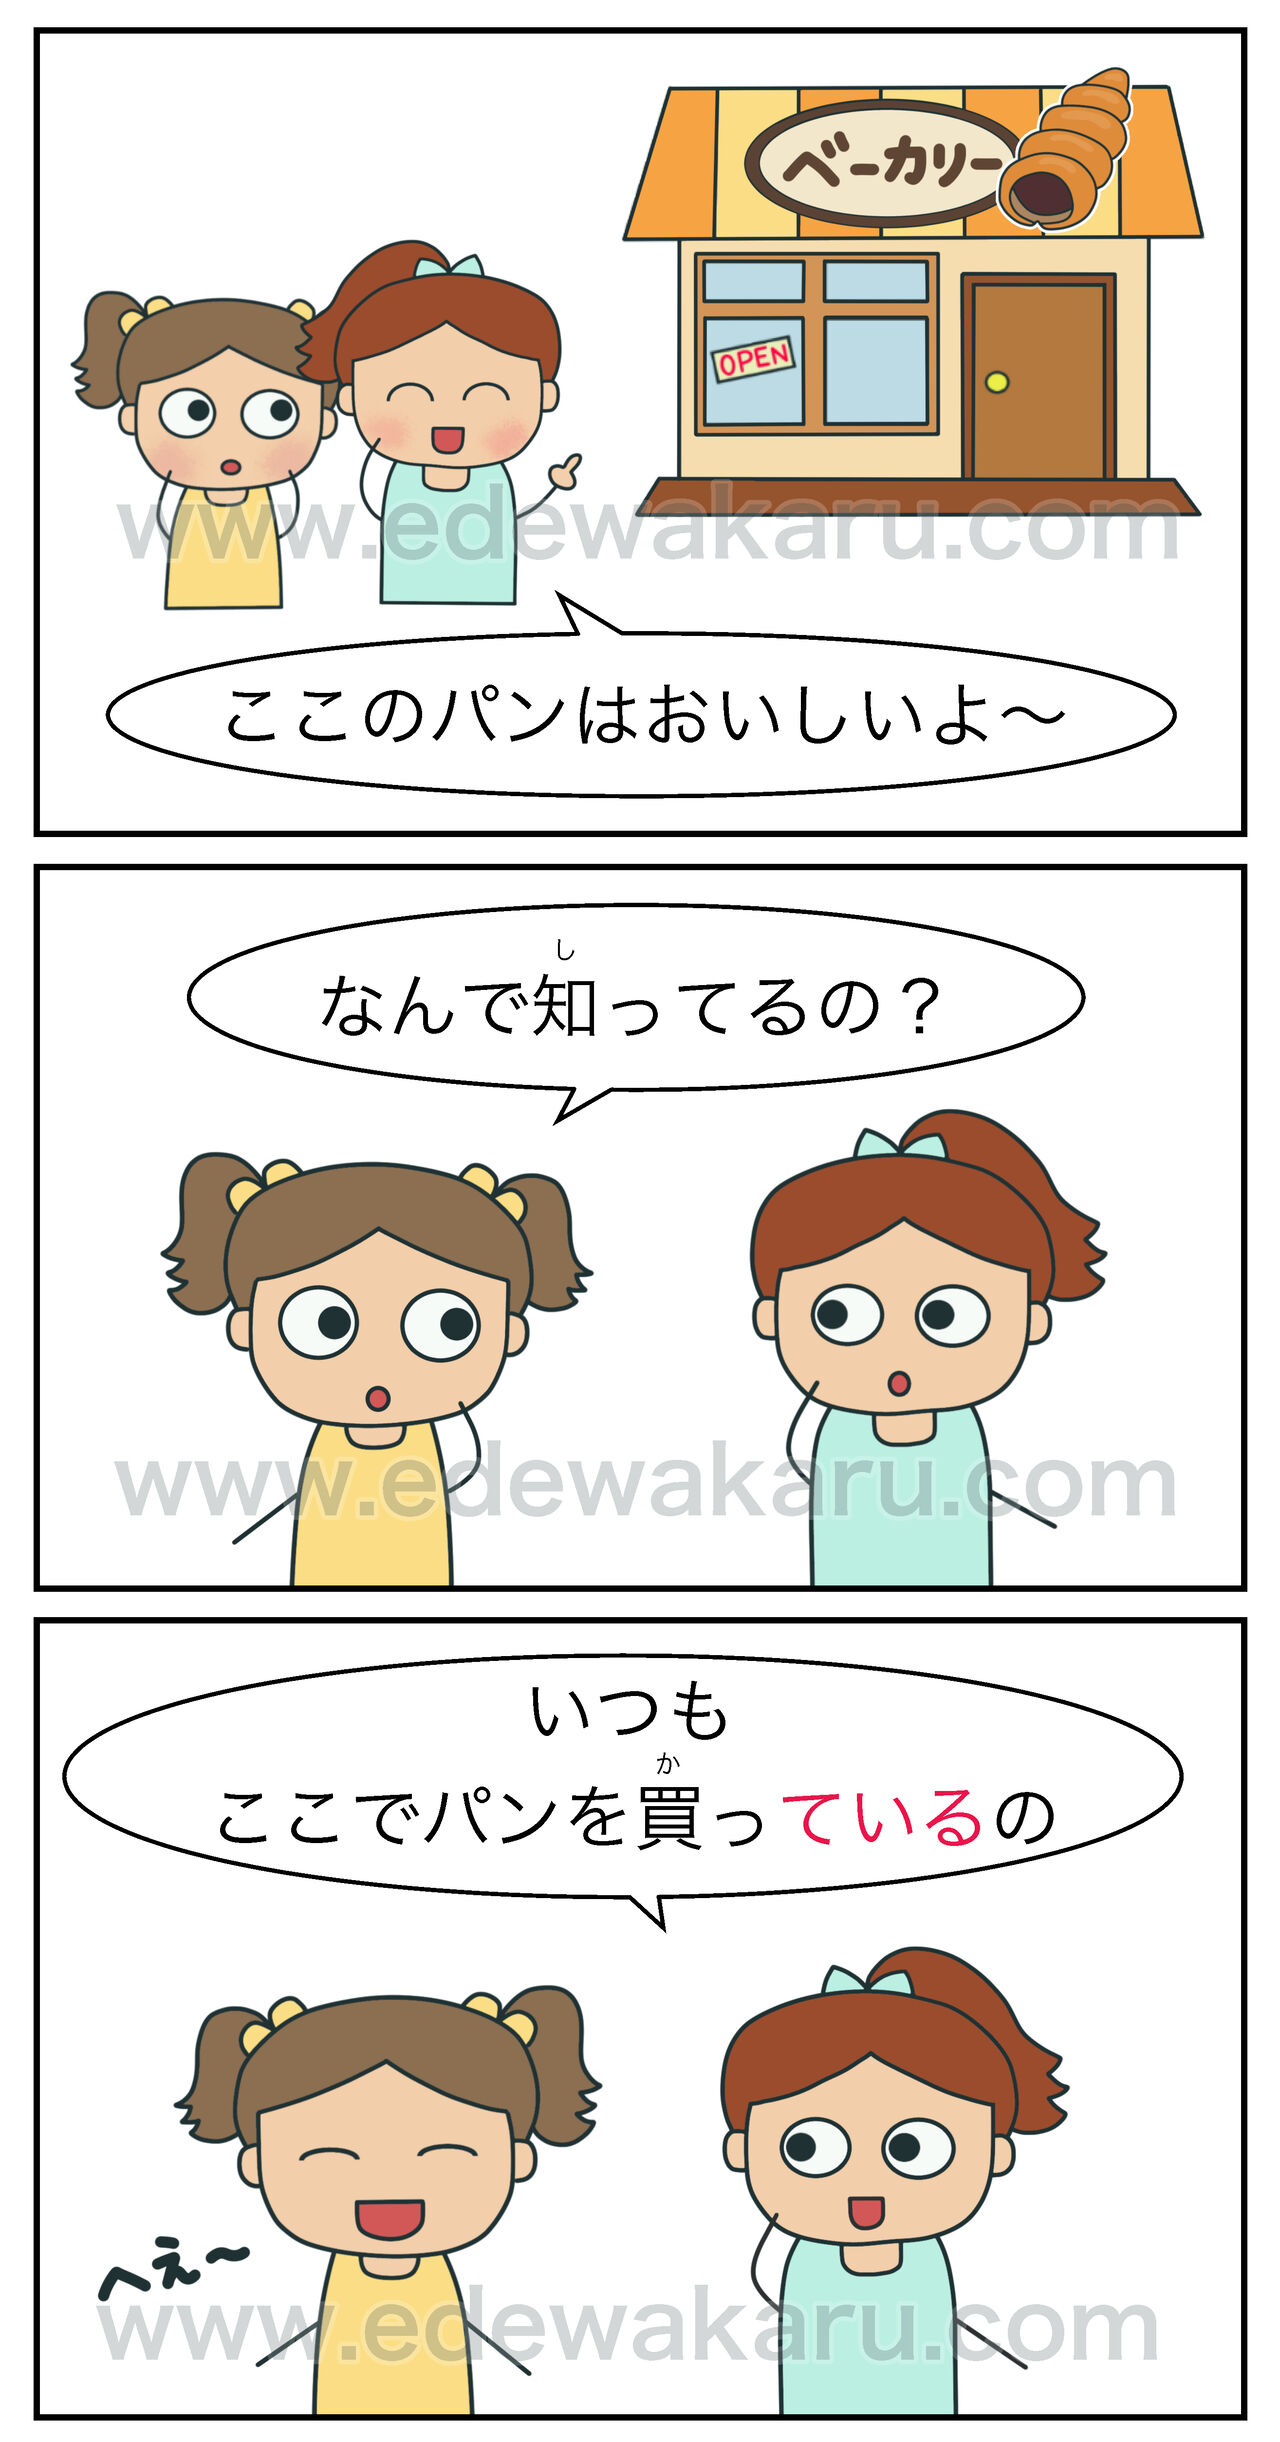 ベーカリー
OPEN
www.edewakaru.com
ここのパンはおいしいよ〜
し
なんで知ってるの？
www.edewakaru.com
いつも
か
ここでパンを買っているの
へぇ〜
www.edewakaru.com